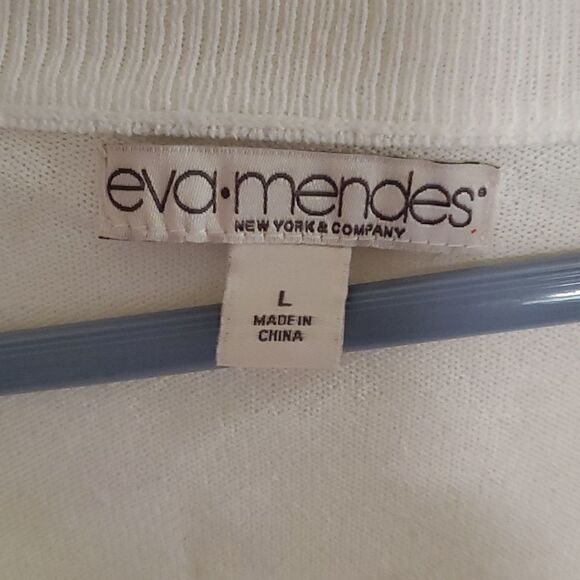 eva•mendes®
NEW YORK & COMPANY
L
MADE IN
CHINA